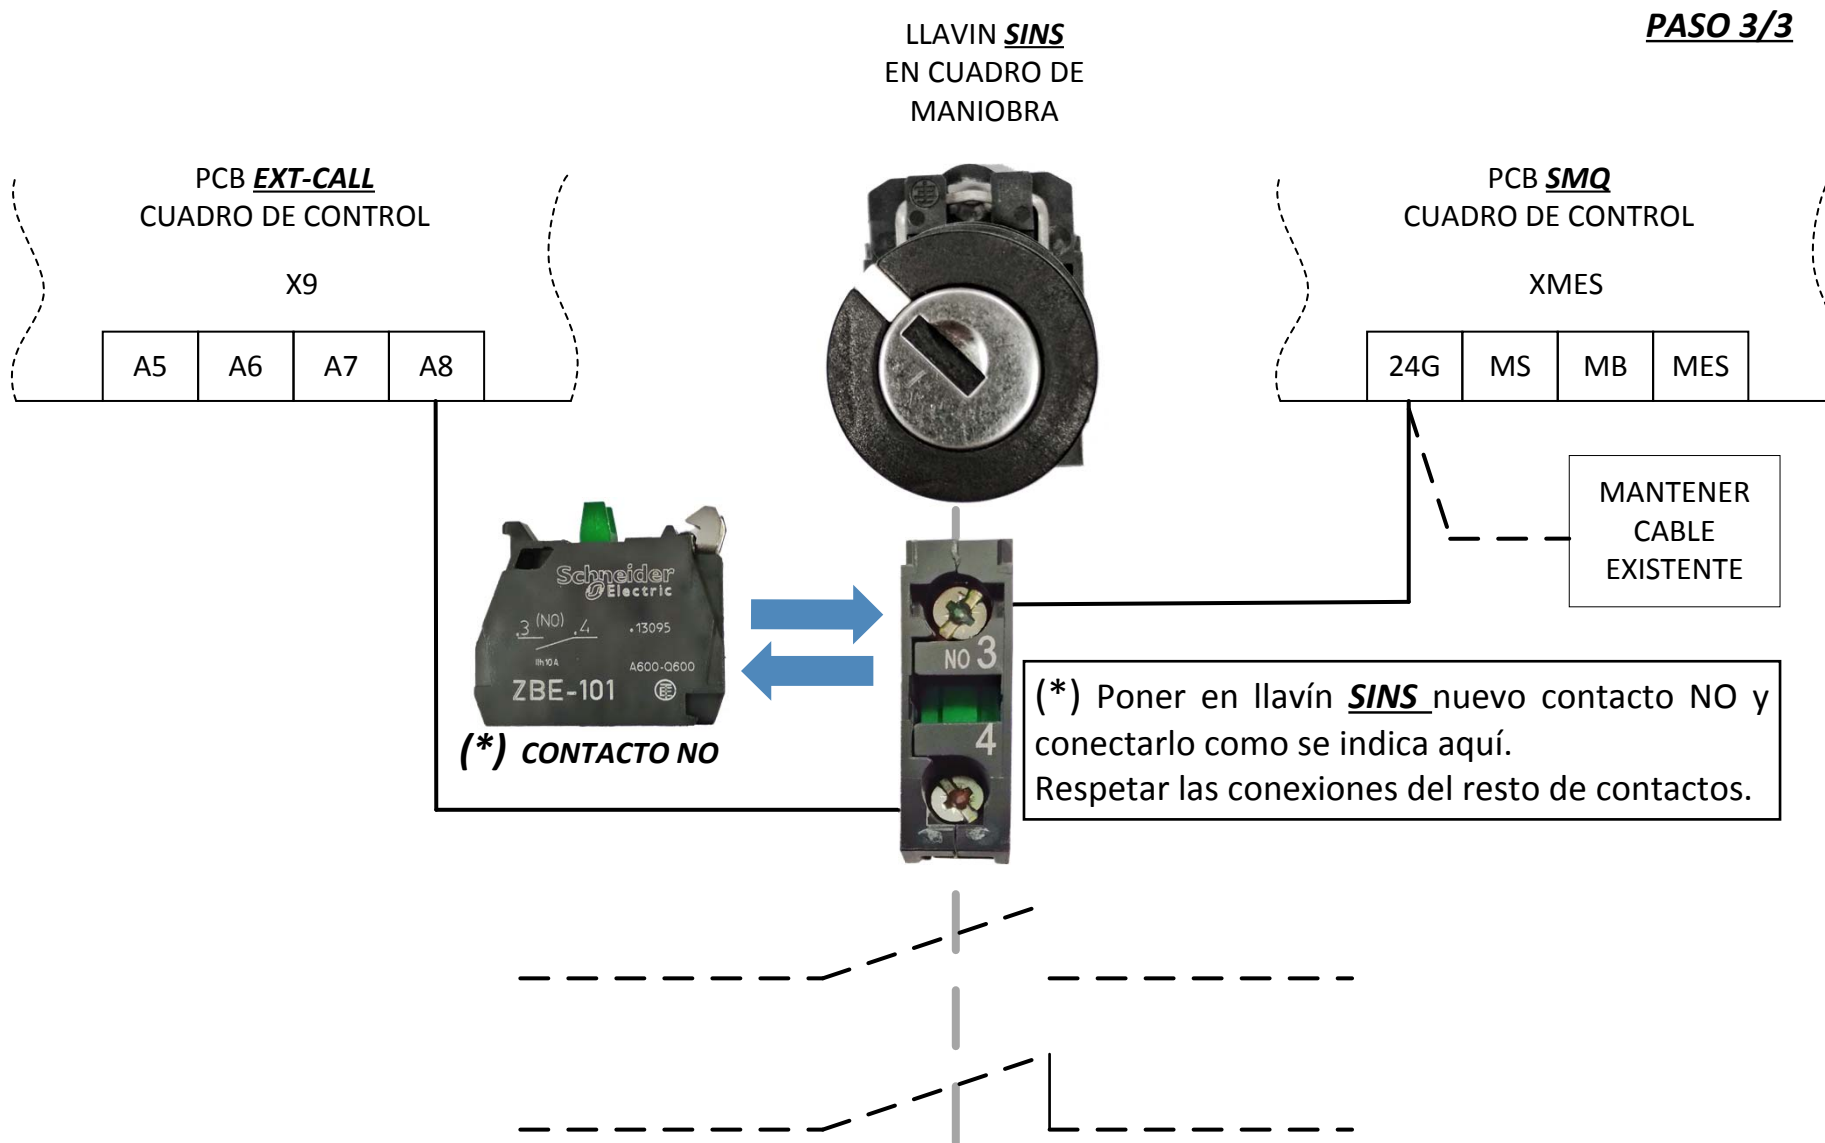 PASO 3/3
LLAVIN SINS
EN CUADRO DE
MANIOBRA
PCB EXT-CALL
CUADRO DE CONTROL
X9
A5 A6 A7 A8
PCB SMQ
CUADRO DE CONTROL
XMES
24G MS MB MES
MANTENER
CABLE
EXISTENTE
Schneider
Electric
.3 (NO) .4 .13095
Ith 10 A A600-Q600
ZBE-101
(*) CONTACTO NO
NO 3
4
(*) Poner en llavín SINS nuevo contacto NO y
conectarlo como se indica aquí.
Respetar las conexiones del resto de contactos.